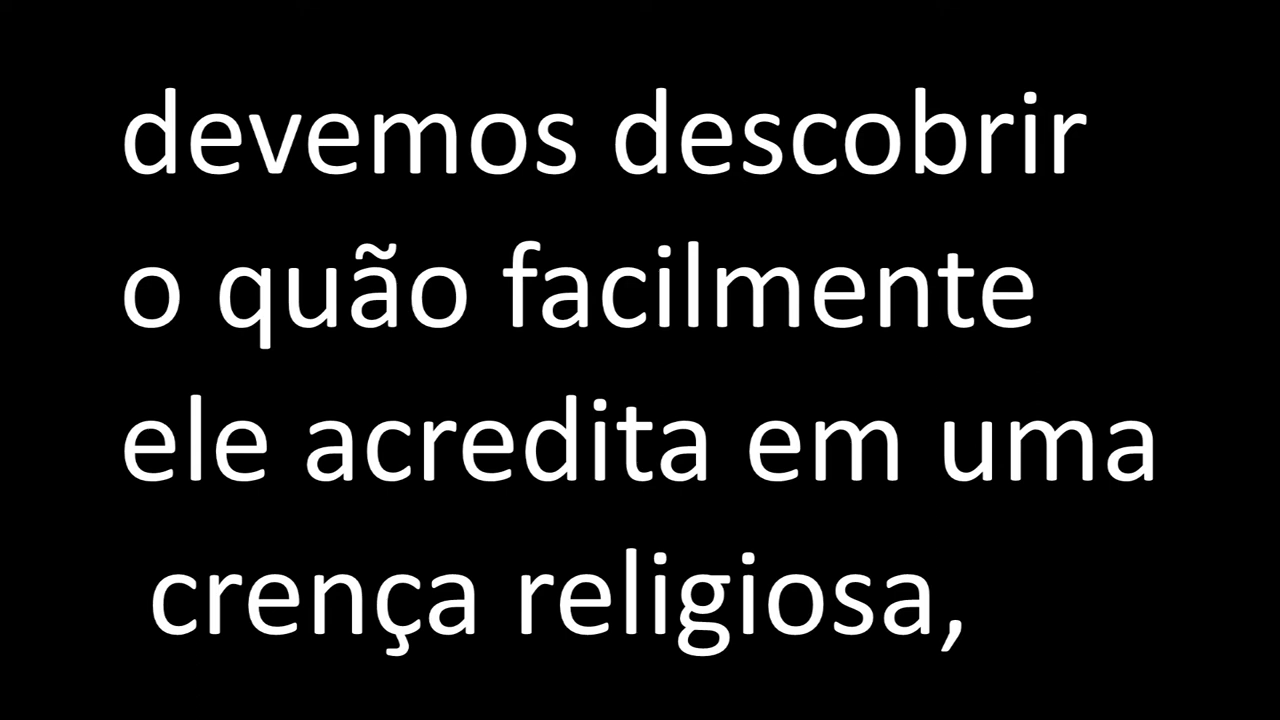 devemos descobrir
o quão facilmente
ele acredita em uma
crença religiosa,